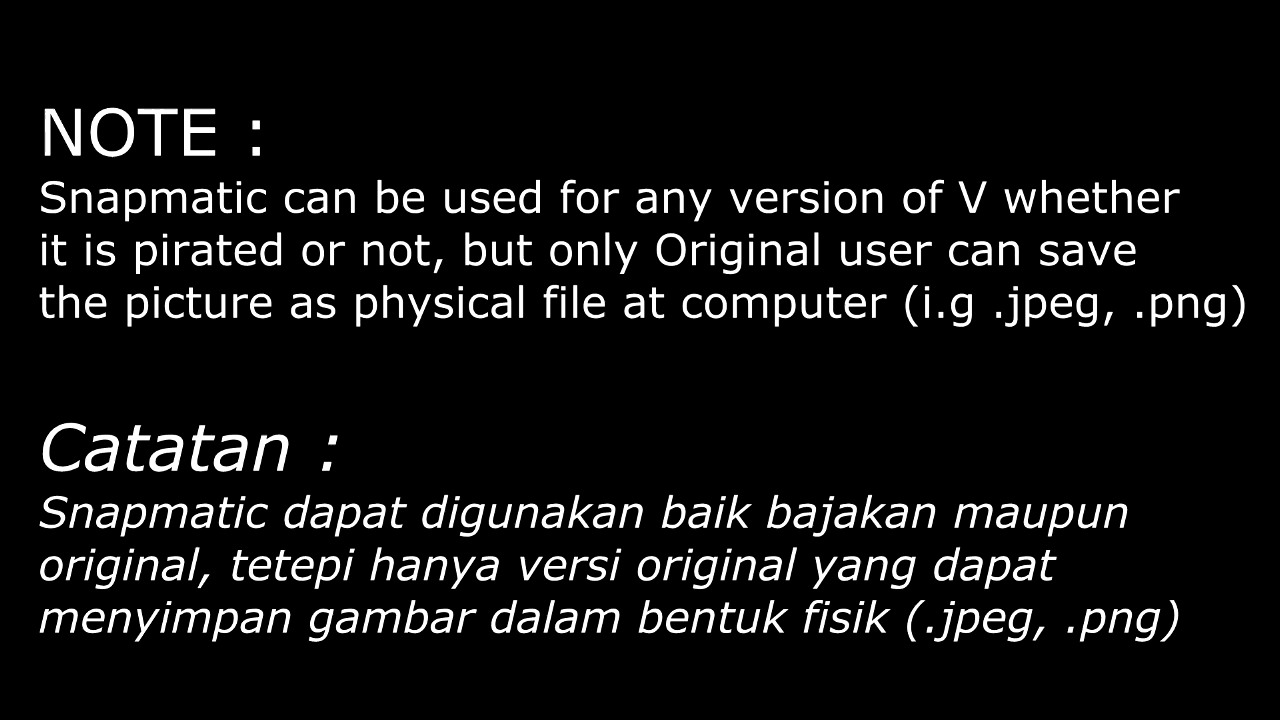 NOTE :
Snapmatic can be used for any version of V whether
it is pirated or not, but only Original user can save
the picture as physical file at computer (i.g .jpeg, .png)
Catatan :
Snapmatic dapat digunakan baik bajakan maupun
original, tetepi hanya versi original yang dapat
menyimpan gambar dalam bentuk fisik (.jpeg, .png)